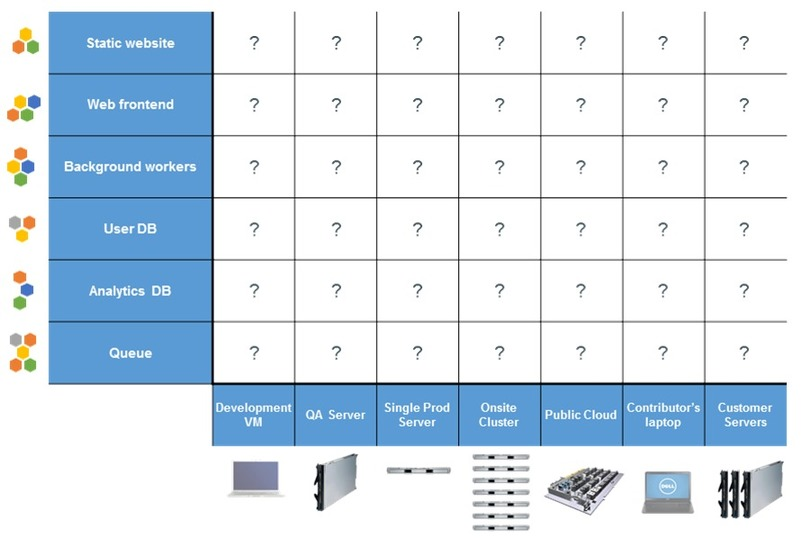 Static website ? ? ? ? ? ? ?
Web frontend ? ? ? ? ? ? ?
Background workers ? ? ? ? ? ? ?
User DB ? ? ? ? ? ? ?
Analytics DB ? ? ? ? ? ? ?
Queue ? ? ? ? ? ? ?
Development
VM
QA Server
Single Prod
Server
Onsite
Cluster
Public Cloud
Contributor's
laptop
Customer
Servers
DELL